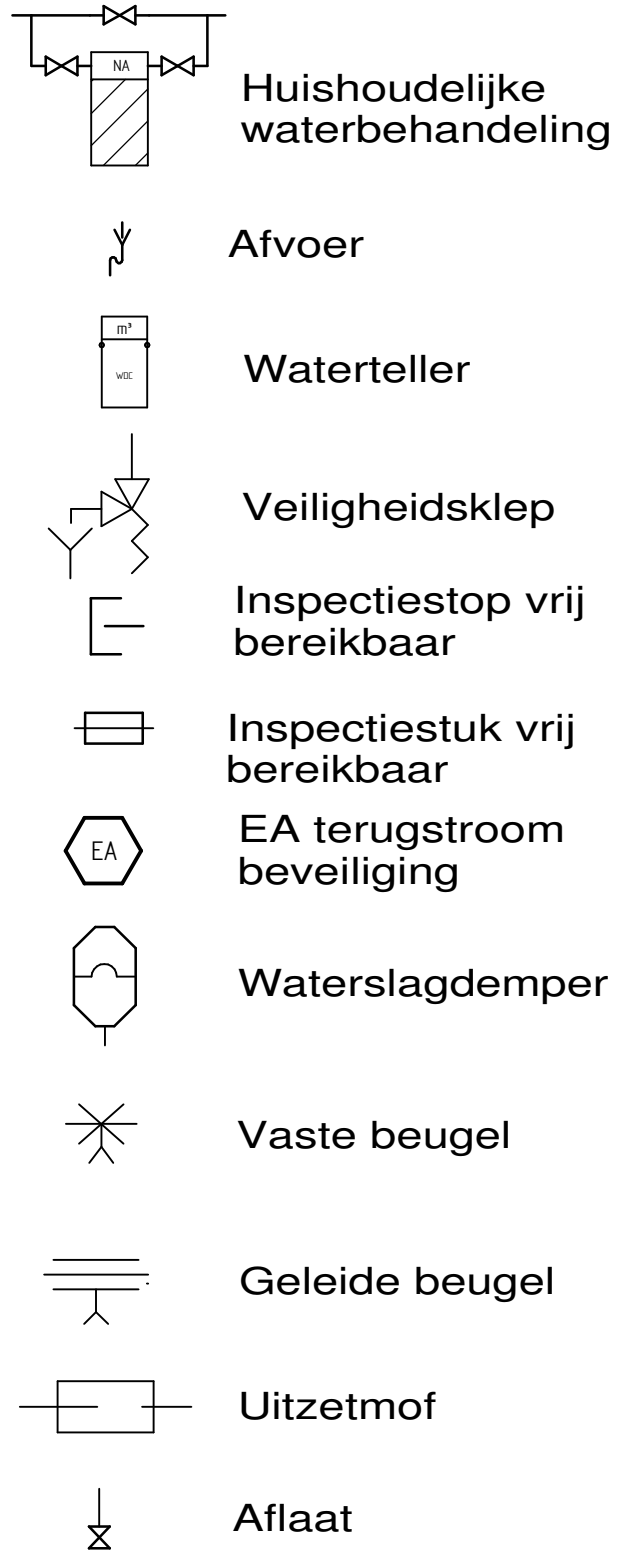 NA
Huishoudelijke
waterbehandeling
Afvoer
m³
WDC
Waterteller
Veiligheidsklep
Inspectiestop vrij
bereikbaar
Inspectiestuk vrij
bereikbaar
EA
EA terugstroom
beveiliging
Waterslagdemper
Vaste beugel
Geleide beugel
Uitzetmof
Aflaat